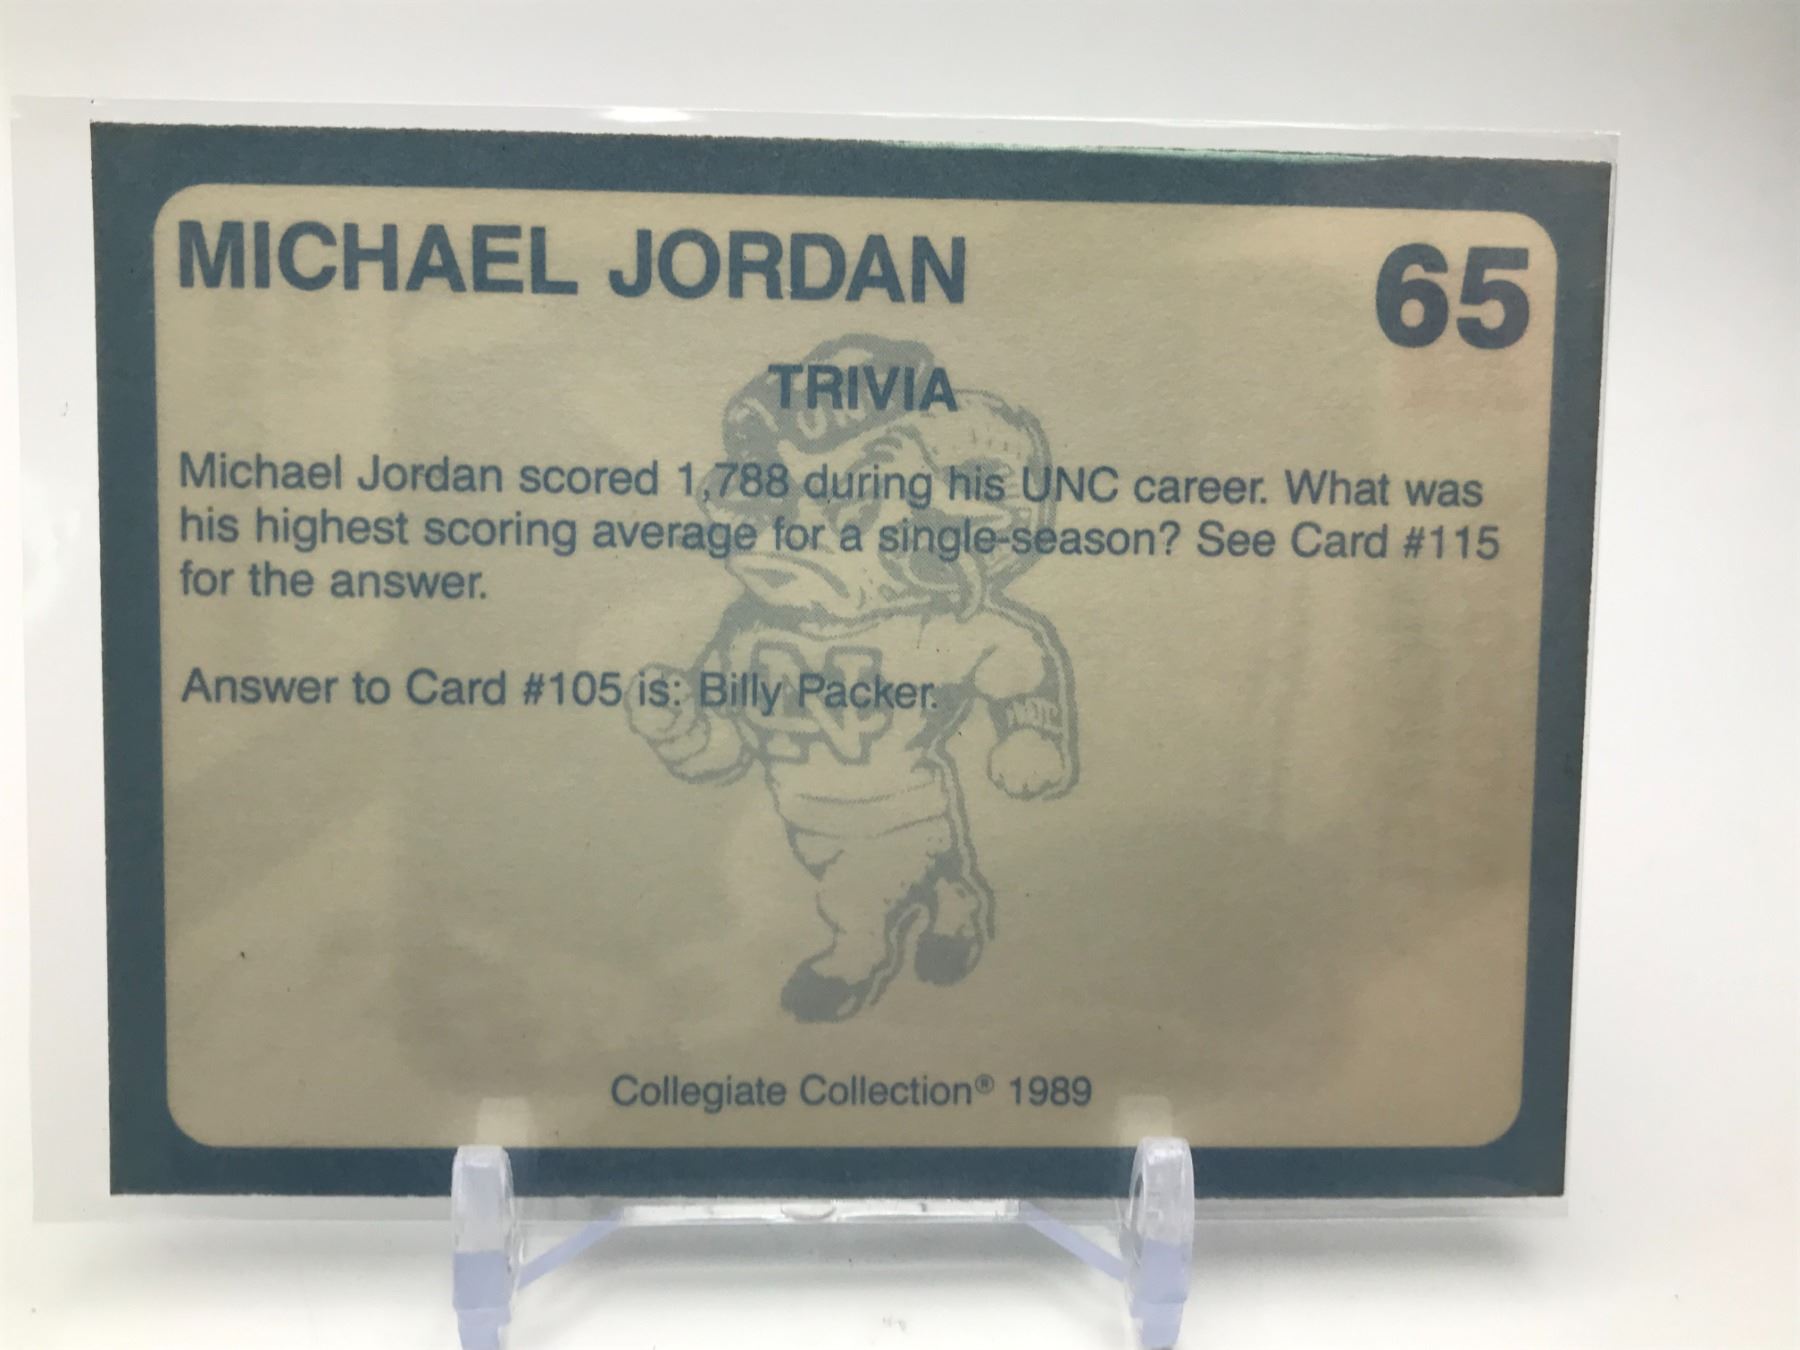 MICHAEL JORDAN
65
TRIVIA
Michael Jordan scored 1,788 during his UNC career. What was
his highest scoring average for a single-season? See Card #115
for the answer.
Answer to Card #105 is: Billy Packer.
Collegiate Collection® 1989